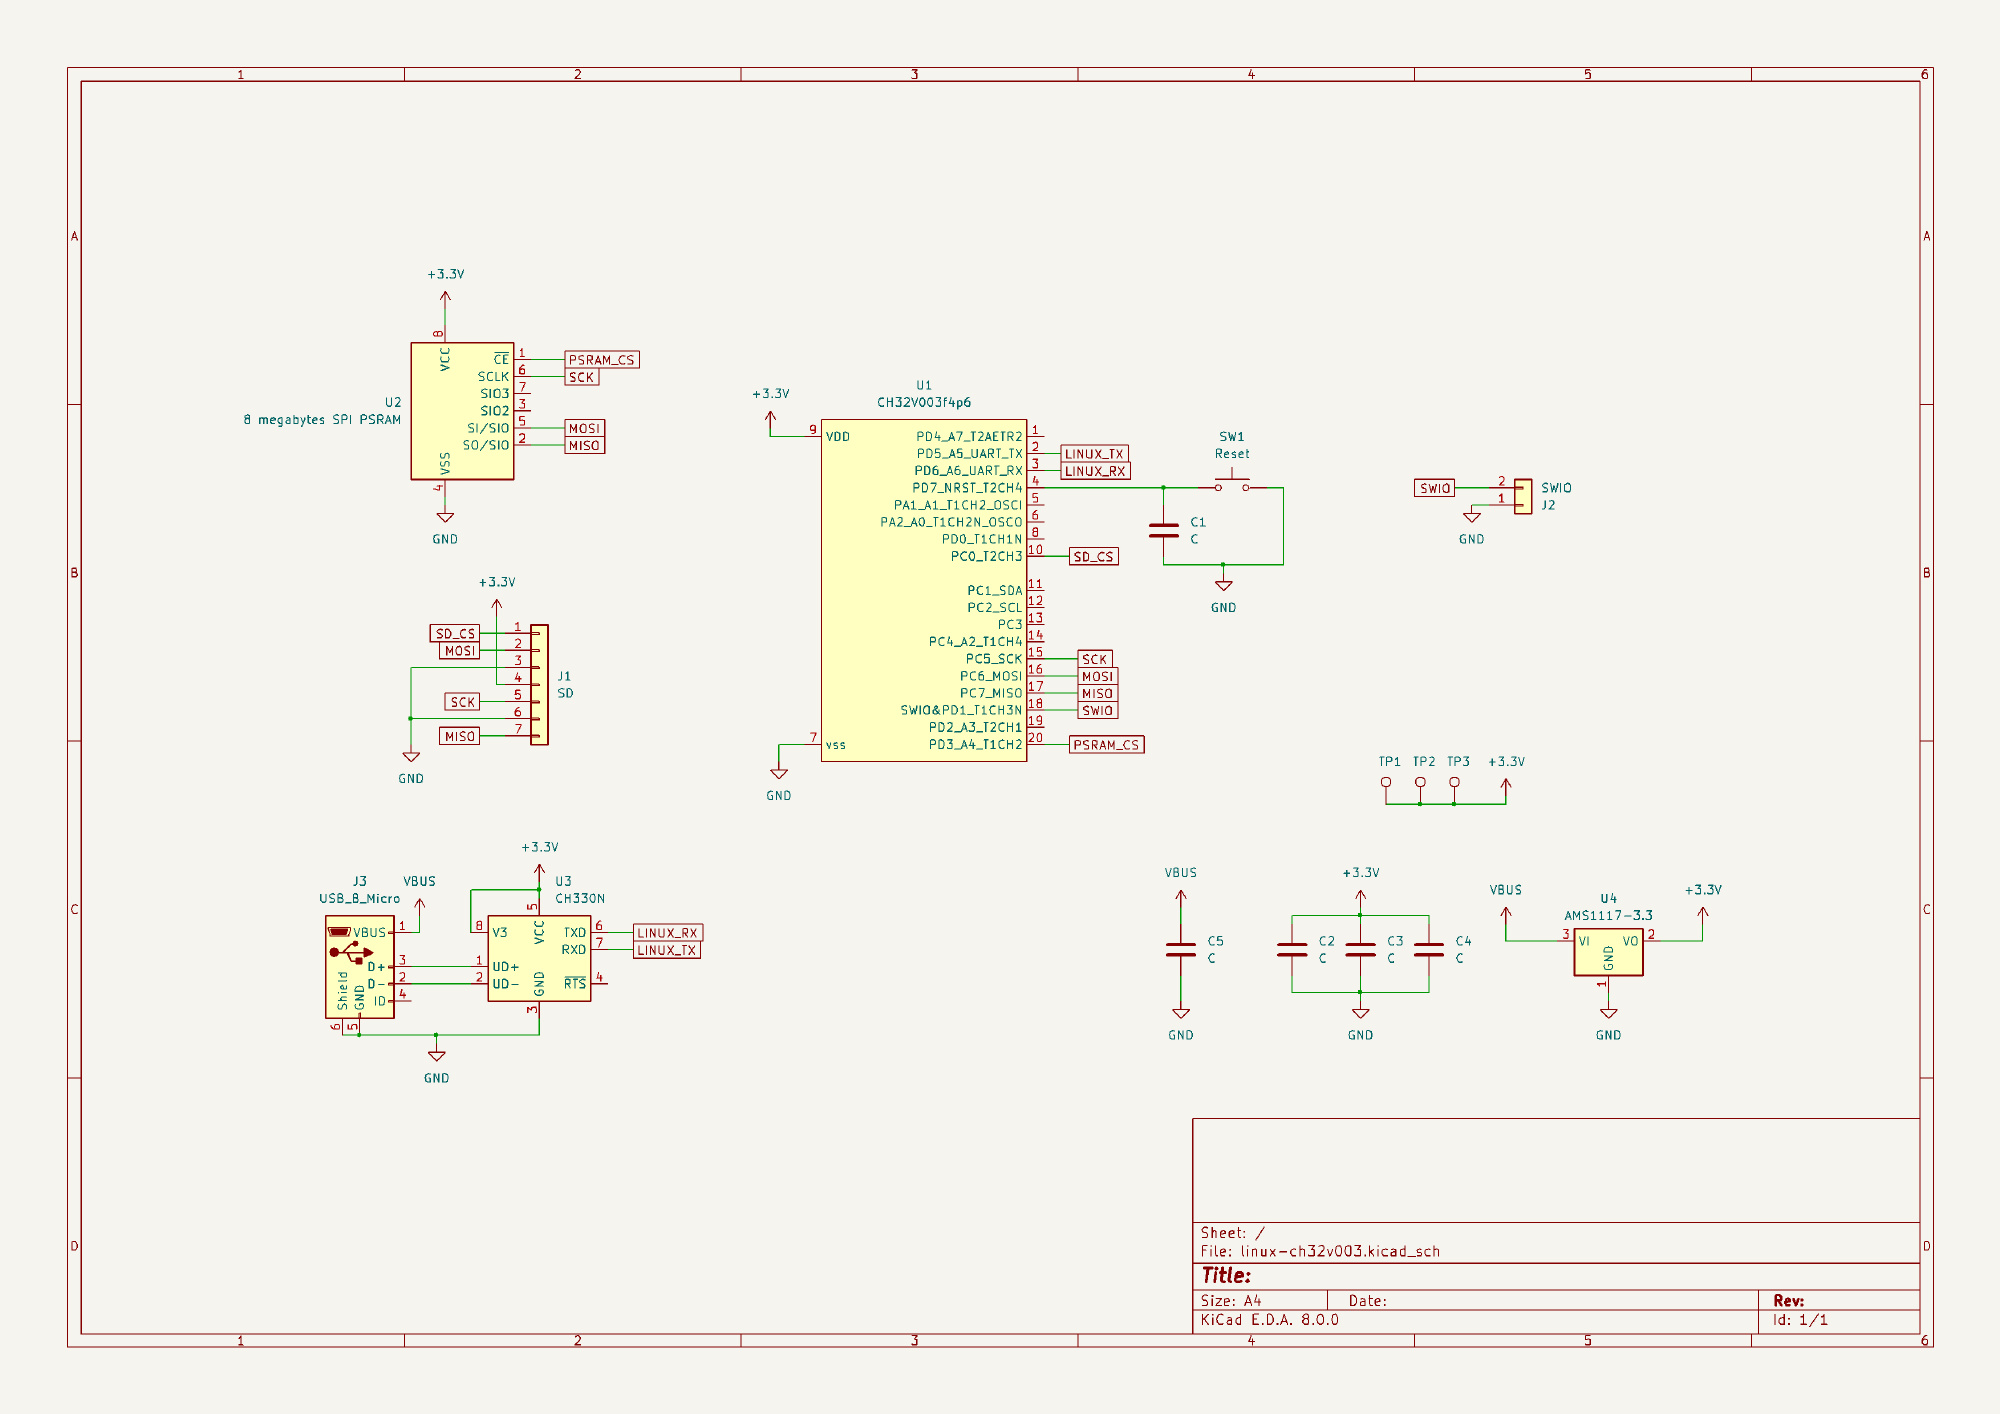 1 2 3 4 5 6
A A
B B
C C
D D
1 2 3 4 5 6
+3.3V
8
VCC
CE 1 PSRAM_CS
SCLK 6 SCK
SIO3 7
SIO2 3
SI/SIO 5 MOSI
SO/SIO 2 MISO
VSS
4
U2
8 megabytes SPI PSRAM
GND
+3.3V
SD_CS 1
MOSI 2
3
4
SCK 5
6
MISO 7
J1
SD
GND
+3.3V
J3 VBUS
USB_B_Micro
VBUS 1
D+ 3
D- 2
ID 4
Shield
GND
6 5
U3
CH330N
5
8 V3
VCC
TXD 6 LINUX_RX
RXD 7 LINUX_TX
1 UD+
2 UD-
GND
RTS 4
3
GND
U1
CH32V003f4p6
+3.3V
9 VDD
PD4_A7_T2AETR2 1
PD5_A5_UART_TX 2 LINUX_TX
PD6_A6_UART_RX 3 LINUX_RX
PD7_NRST_T2CH4 4
PA1_A1_T1CH2_OSCI 5
PA2_A0_T1CH2N_OSCO 6
PD0_T1CH1N 8
PC0_T2CH3 10 SD_CS
PC1_SDA 11
PC2_SCL 12
PC3 13
PC4_A2_T1CH4 14
PC5_SCK 15 SCK
PC6_MOSI 16 MOSI
PC7_MISO 17 MISO
SWIO&PD1_T1CH3N 18 SWIO
PD2_A3_T2CH1 19
7 vss
PD3_A4_T1CH2 20 PSRAM_CS
GND
SW1
Reset
C1
C
GND
SWIO 2 SWIO
1 J2
GND
TP1 TP2 TP3 +3.3V
VBUS
C5
C
GND
+3.3V
C2 C3 C4
C C C
GND
VBUS +3.3V
U4
AMS1117-3.3
3 VI VO 2
GND
1
GND
Sheet: /
File: linux-ch32v003.kicad_sch
Title:
Size: A4 Date: Rev:
KiCad E.D.A. 8.0.0 Id: 1/1